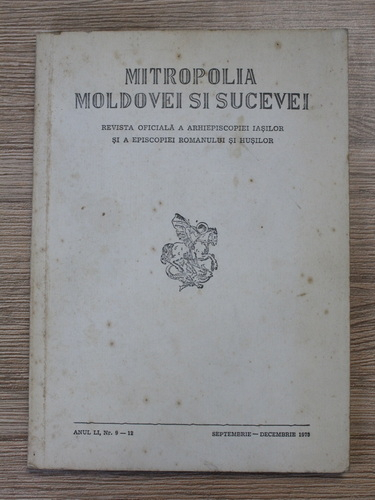 MITROPOLIA
MOLDOVEI SI SUCEVEI
REVISTA OFICIALĂ A ARHIEPISCOPIEI IAȘILOR
ȘI A EPISCOPIEI ROMANULUI ȘI HUȘILOR
ANUL LI, Nr. 9 — 12
SEPTEMBRIE — DECEMBRIE 1975